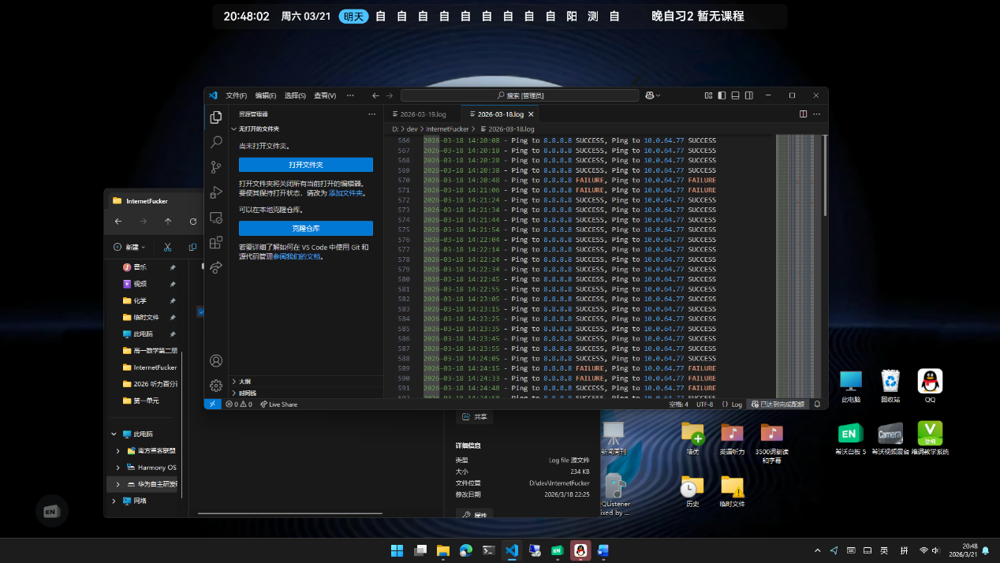 20:48:02 周六 03/21 明天 自 自 自 自 自 自 自 自 自 阳 测 自 晚自习2 暂无课程
文件(F) 编辑(E) 选择(S) 查看(V) ··· 搜索 [管理员]
资源管理器 ···
无打开的文件夹
尚未打开文件夹。
打开文件夹
打开文件夹将关闭所有当前打开的编辑器。
要使其保持打开状态，请改为 添加文件夹。
可以在本地克隆仓库。
克隆仓库
若要详细了解如何在 VS Code 中使用 Git 和
源代码管理参阅我们的文档。
大纲
时间线
2026-03-19.log 2026-03-18.log
D: > dev > InternetFucker > 2026-03-18.log
566 2026-03-18 14:20:08 - Ping to 8.8.8.8 SUCCESS, Ping to 10.0.64.77 SUCCESS
567 2026-03-18 14:20:18 - Ping to 8.8.8.8 SUCCESS, Ping to 10.0.64.77 SUCCESS
568 2026-03-18 14:20:28 - Ping to 8.8.8.8 SUCCESS, Ping to 10.0.64.77 SUCCESS
569 2026-03-18 14:20:38 - Ping to 8.8.8.8 SUCCESS, Ping to 10.0.64.77 SUCCESS
570 2026-03-18 14:20:48 - Ping to 8.8.8.8 FAILURE, Ping to 10.0.64.77 FAILURE
571 2026-03-18 14:21:06 - Ping to 8.8.8.8 FAILURE, Ping to 10.0.64.77 FAILURE
572 2026-03-18 14:21:24 - Ping to 8.8.8.8 SUCCESS, Ping to 10.0.64.77 SUCCESS
573 2026-03-18 14:21:34 - Ping to 8.8.8.8 SUCCESS, Ping to 10.0.64.77 SUCCESS
574 2026-03-18 14:21:44 - Ping to 8.8.8.8 SUCCESS, Ping to 10.0.64.77 SUCCESS
575 2026-03-18 14:21:54 - Ping to 8.8.8.8 SUCCESS, Ping to 10.0.64.77 SUCCESS
576 2026-03-18 14:22:04 - Ping to 8.8.8.8 SUCCESS, Ping to 10.0.64.77 SUCCESS
577 2026-03-18 14:22:14 - Ping to 8.8.8.8 SUCCESS, Ping to 10.0.64.77 SUCCESS
578 2026-03-18 14:22:24 - Ping to 8.8.8.8 SUCCESS, Ping to 10.0.64.77 SUCCESS
579 2026-03-18 14:22:34 - Ping to 8.8.8.8 SUCCESS, Ping to 10.0.64.77 SUCCESS
580 2026-03-18 14:22:45 - Ping to 8.8.8.8 SUCCESS, Ping to 10.0.64.77 SUCCESS
581 2026-03-18 14:22:55 - Ping to 8.8.8.8 SUCCESS, Ping to 10.0.64.77 SUCCESS
582 2026-03-18 14:23:05 - Ping to 8.8.8.8 SUCCESS, Ping to 10.0.64.77 SUCCESS
583 2026-03-18 14:23:15 - Ping to 8.8.8.8 SUCCESS, Ping to 10.0.64.77 SUCCESS
584 2026-03-18 14:23:25 - Ping to 8.8.8.8 SUCCESS, Ping to 10.0.64.77 SUCCESS
585 2026-03-18 14:23:35 - Ping to 8.8.8.8 SUCCESS, Ping to 10.0.64.77 SUCCESS
586 2026-03-18 14:23:45 - Ping to 8.8.8.8 SUCCESS, Ping to 10.0.64.77 SUCCESS
587 2026-03-18 14:23:55 - Ping to 8.8.8.8 SUCCESS, Ping to 10.0.64.77 SUCCESS
588 2026-03-18 14:24:05 - Ping to 8.8.8.8 SUCCESS, Ping to 10.0.64.77 SUCCESS
589 2026-03-18 14:24:15 - Ping to 8.8.8.8 FAILURE, Ping to 10.0.64.77 FAILURE
590 2026-03-18 14:24:33 - Ping to 8.8.8.8 FAILURE, Ping to 10.0.64.77 FAILURE
591 2026-03-18 14:24:48 - Ping to 8.8.8.8 SUCCESS, Ping to 10.0.64.77 FAILURE
592 2026-03-18 14:24:58 - Ping to 8.8.8.8 SUCCESS, Ping to 10.0.64.77 SUCCESS
0 0 Live Share 空格: 4 UTF-8 {} Log 已达到完成配额
InternetFucker
新建
音乐
视频
化学
临时文件
此电脑
高一数学第二册
InternetFucker
2026 听力百分
第一单元
此电脑
南方黑客联盟
Harmony OS
华为自主研发
网络
共享
详细信息
类型 Log file 源文件
大小 234 KB
文件位置 D:\dev\InternetFucker
修改日期 2026/3/18 22:25
属性
此电脑 回收站 QQ
新闻周刊 培优 英语听力 3500词朗读
和字幕 希沃白板 5 希沃视频展台 维词教学系统
QListener
ixed by ... 历史 临时文件
EN
EN
Camera
教师
EN
英 拼 20:48
2026/3/21